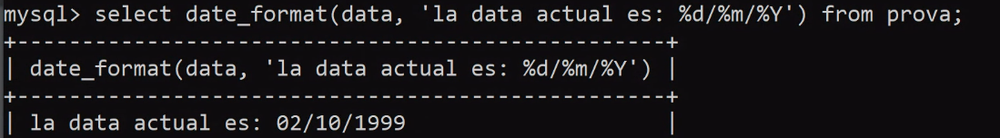 mysql> select date_format(data, 'la data actual es: %d/%m/%Y') from prova;
+--------------------------------------------------+
| date_format(data, 'la data actual es: %d/%m/%Y') |
+--------------------------------------------------+
| la data actual es: 02/10/1999                    |